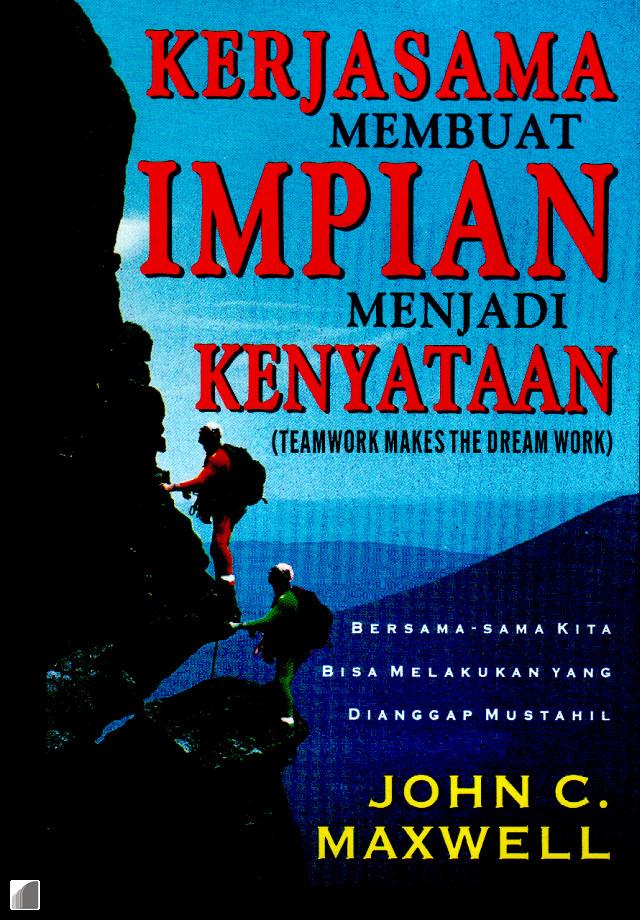 KERJASAMA
MEMBUAT
IMPIAN
MENJADI
KENYATAAN
(TEAMWORK MAKES THE DREAM WORK)
BERSAMA-SAMA KITA
BISA MELAKUKAN YANG
DIANGGAP MUSTAHIL
JOHN C.
MAXWELL